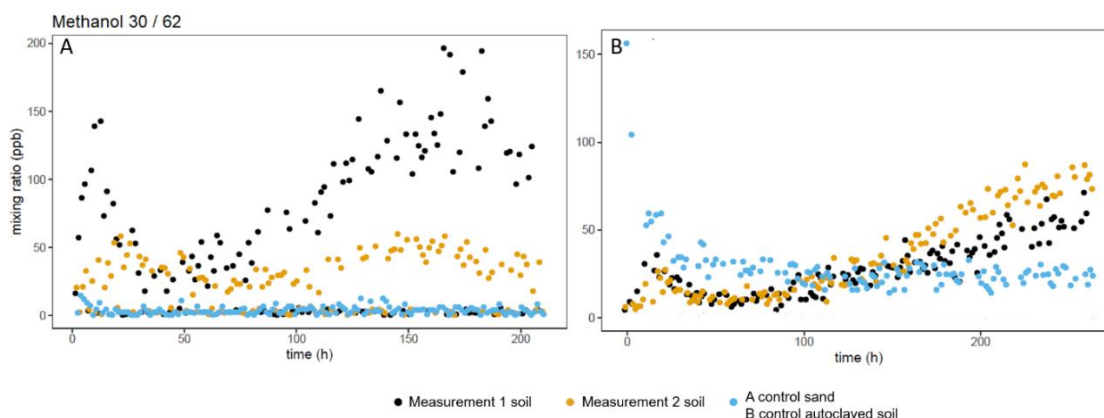 Methanol 30 / 62
A
B
mixing ratio (ppb)
200
150
100
50
0
0
50
100
150
200
time (h)
150
100
50
0
0
100
200
time (h)
Measurement 1 soil
Measurement 2 soil
A control sand
B control autoclaved soil